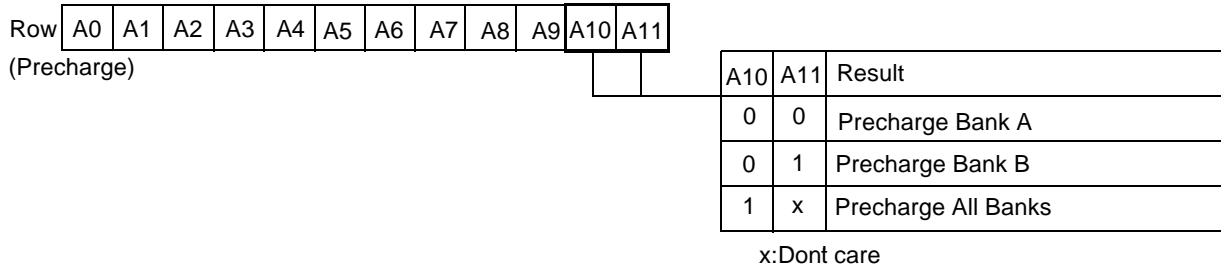 Row A0 A1 A2 A3 A4 A5 A6 A7 A8 A9 A10 A11
(Precharge)
A10 A11 Result
0 0 Precharge Bank A
0 1 Precharge Bank B
1 x Precharge All Banks
x:Dont care